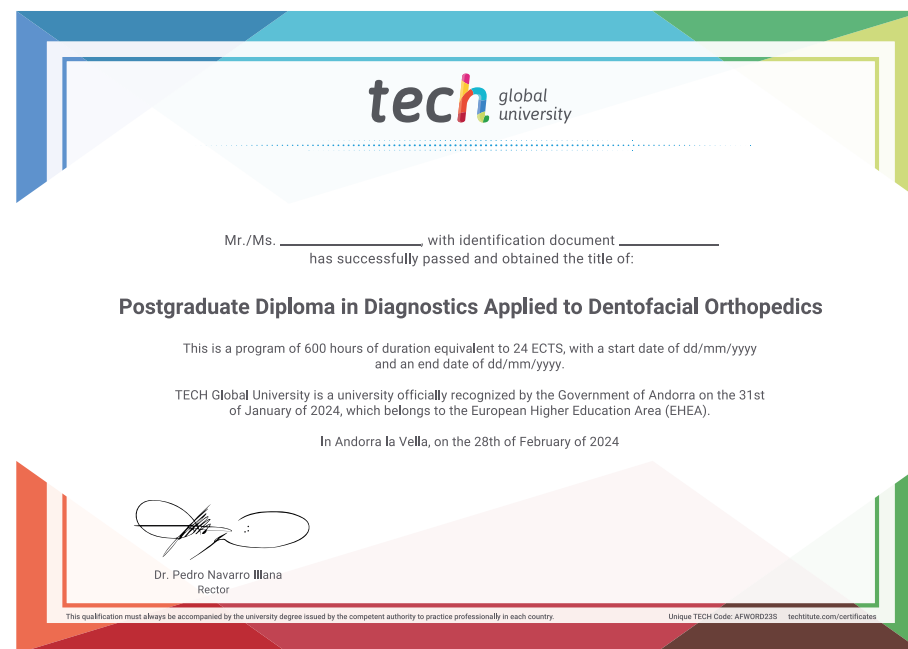 tech global
university
Mr./Ms. ____________, with identification document ____________
has successfully passed and obtained the title of:
Postgraduate Diploma in Diagnostics Applied to Dentofacial Orthopedics
This is a program of 600 hours of duration equivalent to 24 ECTS, with a start date of dd/mm/yyyy
and an end date of dd/mm/yyyy.
TECH Global University is a university officially recognized by the Government of Andorra on the 31st
of January of 2024, which belongs to the European Higher Education Area (EHEA).
In Andorra la Vella, on the 28th of February of 2024
Dr. Pedro Navarro Illana
Rector
This qualification must always be accompanied by the university degree issued by the competent authority to practice professionally in each country.
Unique TECH Code: AFWORD23S techtitute.com/certificates